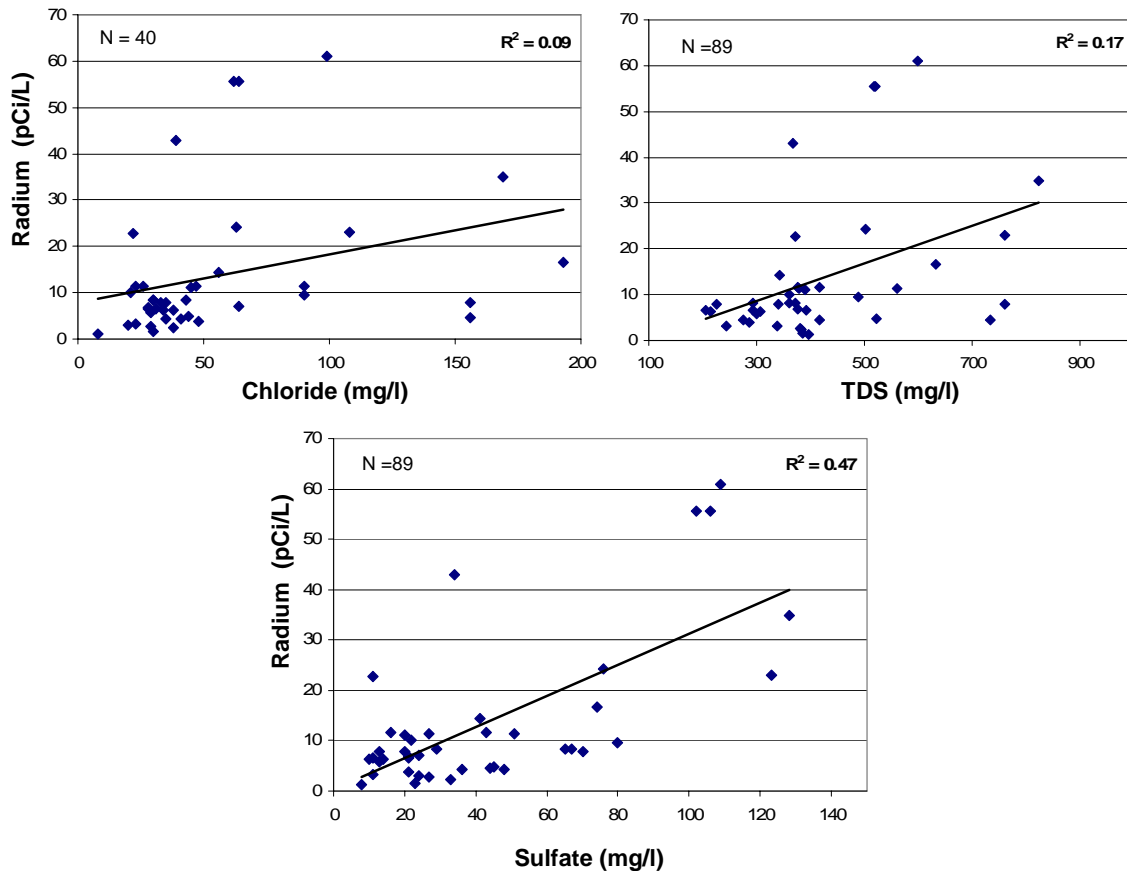 N = 40
R² = 0.09
70
60
50
40
30
20
10
0
Radium (pCi/L)
0 50 100 150 200
Chloride (mg/l)
N =89
R² = 0.17
70
60
50
40
30
20
10
0
100 300 500 700 900
TDS (mg/l)
N =89
R² = 0.47
70
60
50
40
30
20
10
0
Radium (pCi/L)
0 20 40 60 80 100 120 140
Sulfate (mg/l)